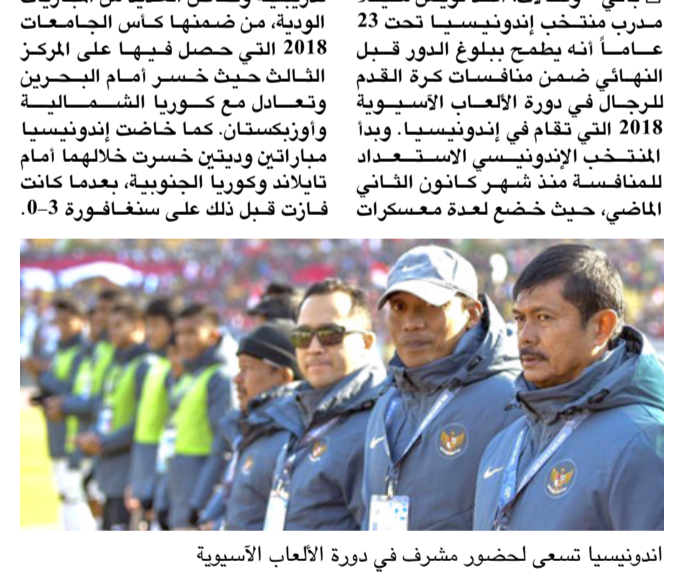 مدرب منتخب إندونيسيا تحت 23
عاماً أنه يطمح ببلوغ الدور قبل
النهائي ضمن منافسات كرة القدم
للرجال في دورة الألعاب الآسيوية
2018 التي تقام في إندونيسيا. وبدأ
المنتخب الإندونيسي الاستعداد
للمنافسة منذ شهر كانون الثاني
الماضي، حيث خضع لعدة معسكرات
الودية، من ضمنها كأس الجامعات
2018 التي حصل فيها على المركز
الثالث حيث خسر أمام البحرين
وتعادل مع كوريا الشمالية
وأوزبكستان. كما خاضت إندونيسيا
مباراتين وديتين خسرت خلالهما أمام
تايلاند وكوريا الجنوبية، بعدما كانت
فازت قبل ذلك على سنغافورة 3–0.
اندونيسيا تسعى لحضور مشرف في دورة الألعاب الآسيوية